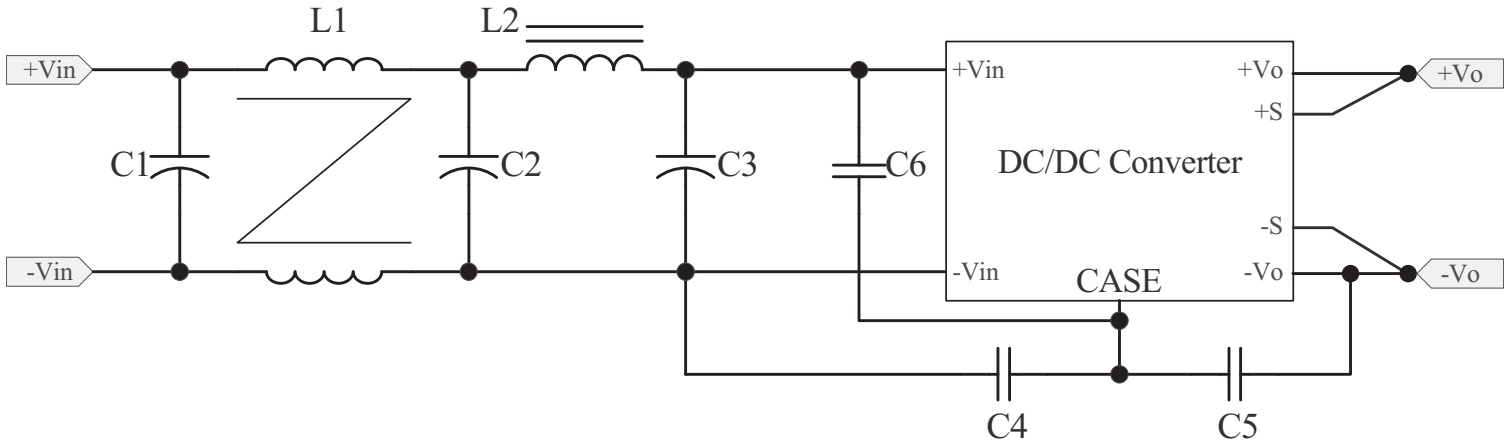 L1
L2
+Vin
+Vin
+Vo
+Vo
+S
C1
C2
C3
C6
DC/DC Converter
-S
-Vin
-Vin
-Vo
-Vo
CASE
C4
C5